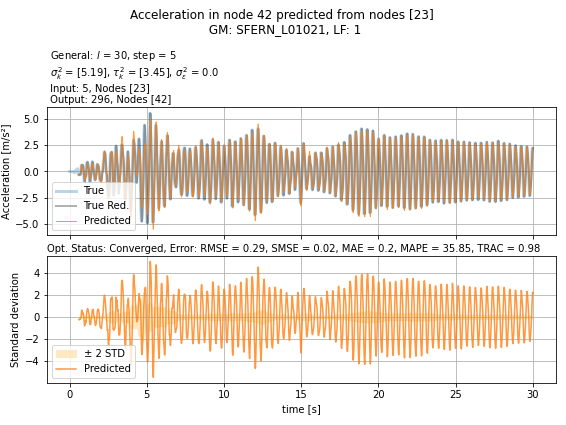 Acceleration in node 42 predicted from nodes [23]
GM: SFERN_L01021, LF: 1
General: l = 30, step = 5
σ²ₖ = [5.19], τ²ₖ = [3.45], σ²ε = 0.0
Input: 5, Nodes [23]
Output: 296, Nodes [42]
Acceleration [m/s²]
5.0
2.5
0.0
−2.5
−5.0
True
True Red.
Predicted
Opt. Status: Converged, Error: RMSE = 0.29, SMSE = 0.02, MAE = 0.2, MAPE = 35.85, TRAC = 0.98
Standard deviation
4
2
0
−2
−4
± 2 STD
Predicted
0 5 10 15 20 25 30
time [s]